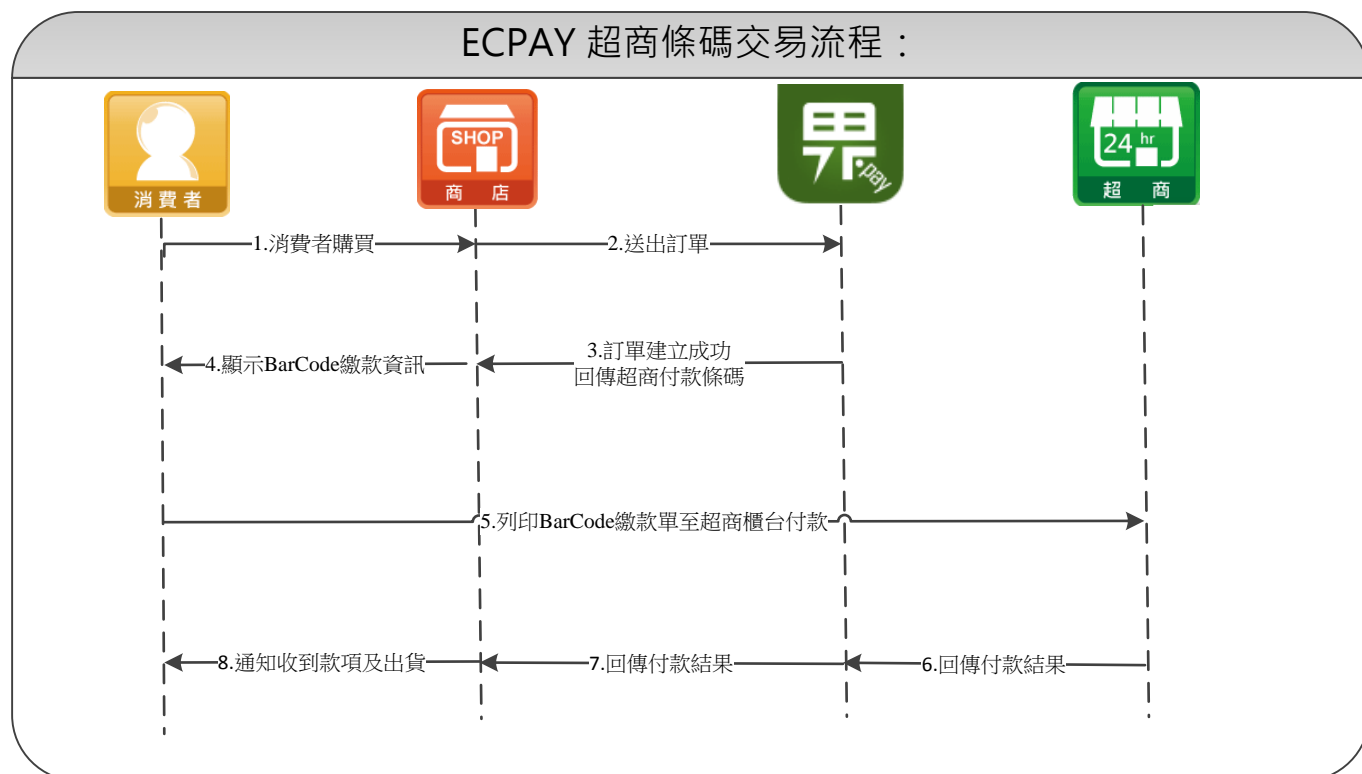 ECPAY 超商條碼交易流程：
消費者
SHOP
商 店
.pay
24 hr
超 商
1.消費者購買
2.送出訂單
4.顯示BarCode繳款資訊
3.訂單建立成功
回傳超商付款條碼
5.列印BarCode繳款單至超商櫃台付款
8.通知收到款項及出貨
7.回傳付款結果
6.回傳付款結果